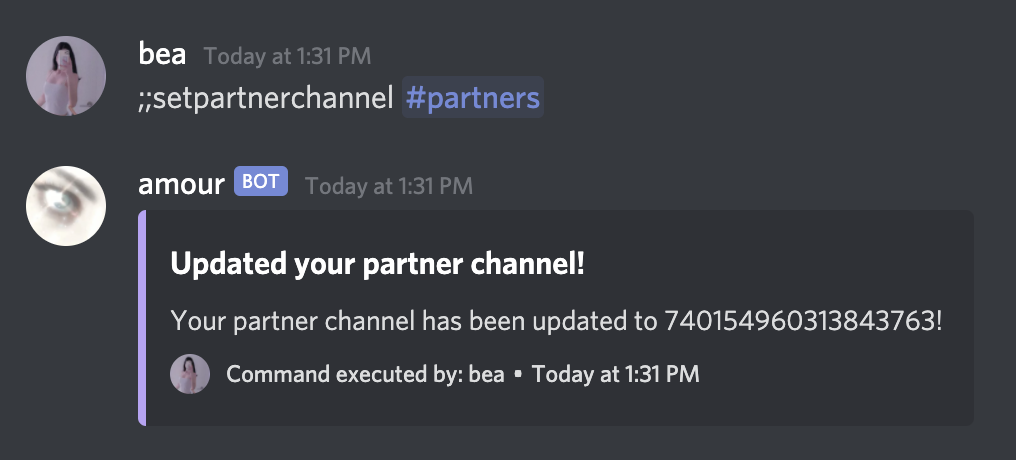 bea Today at 1:31 PM
;;setpartnerchannel #partners
amour BOT Today at 1:31 PM
Updated your partner channel!
Your partner channel has been updated to 740154960313843763!
Command executed by: bea • Today at 1:31 PM